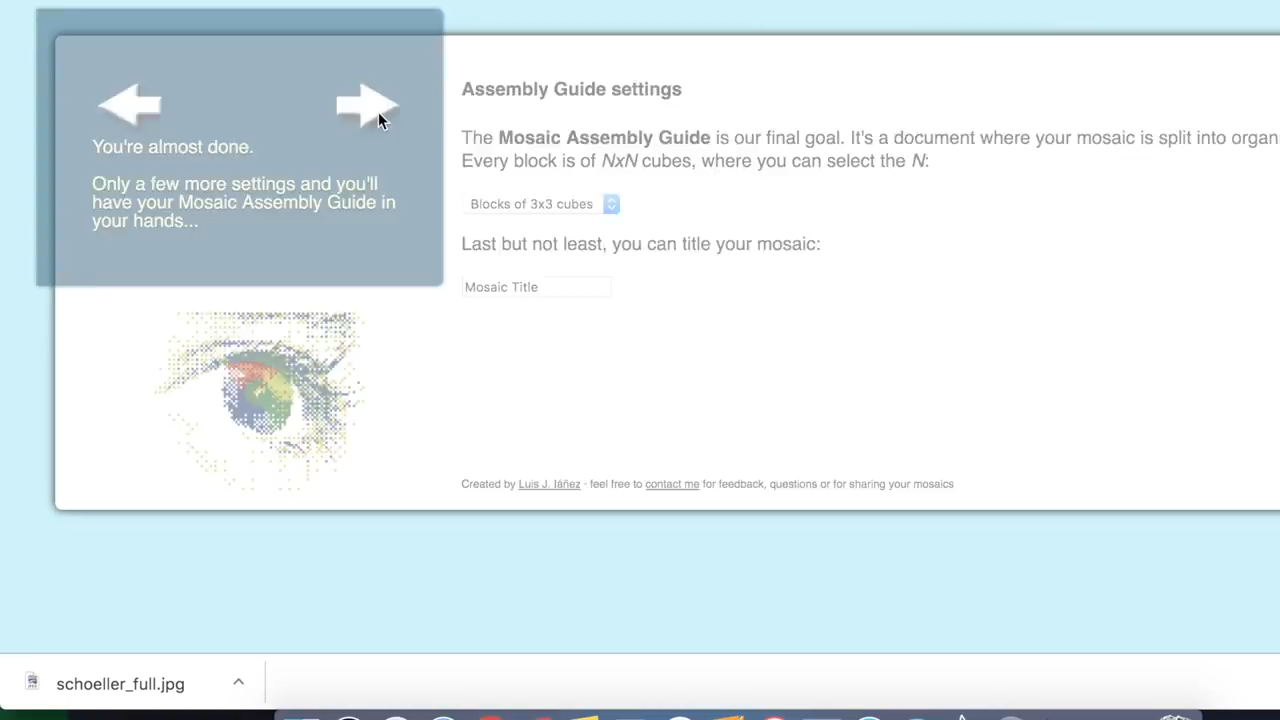 You're almost done.
Only a few more settings and you'll
have your Mosaic Assembly Guide in
your hands...
Assembly Guide settings
The Mosaic Assembly Guide is our final goal. It's a document where your mosaic is split into organ
Every block is of NxN cubes, where you can select the N:
Blocks of 3x3 cubes
Last but not least, you can title your mosaic:
Mosaic Title
Created by Luis J. Iáñez - feel free to contact me for feedback, questions or for sharing your mosaics
schoeller_full.jpg